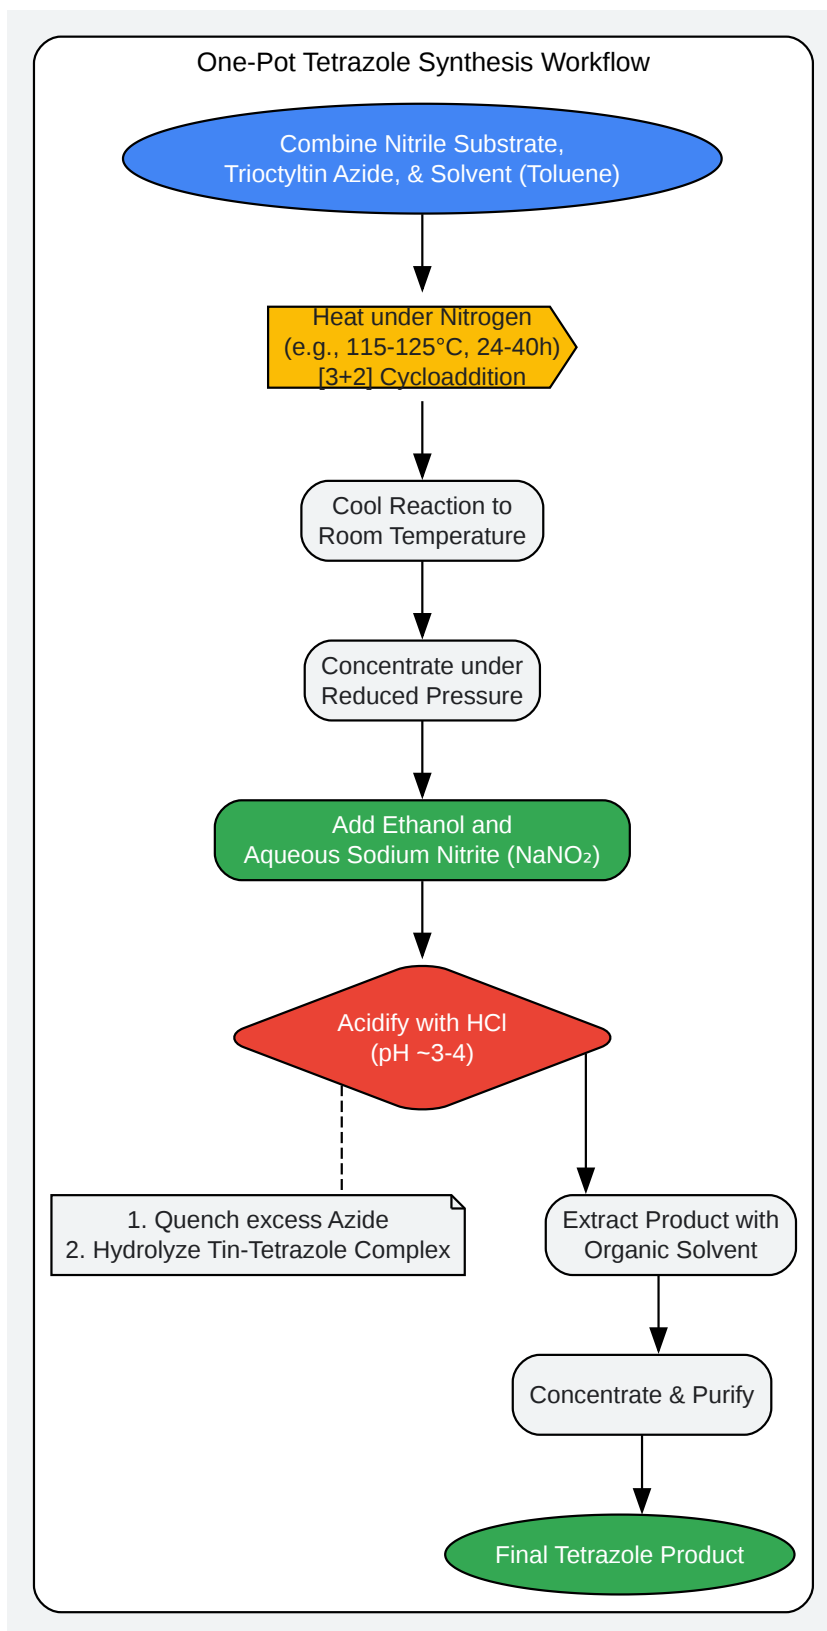 One-Pot Tetrazole Synthesis Workflow
Combine Nitrile Substrate,
Trioctyltin Azide, & Solvent (Toluene)
Heat under Nitrogen
(e.g., 115-125°C, 24-40h)
[3+2] Cycloaddition
Cool Reaction to
Room Temperature
Concentrate under
Reduced Pressure
Add Ethanol and
Aqueous Sodium Nitrite (NaNO₂)
Acidify with HCl
(pH ~3-4)
1. Quench excess Azide
2. Hydrolyze Tin-Tetrazole Complex
Extract Product with
Organic Solvent
Concentrate & Purify
Final Tetrazole Product